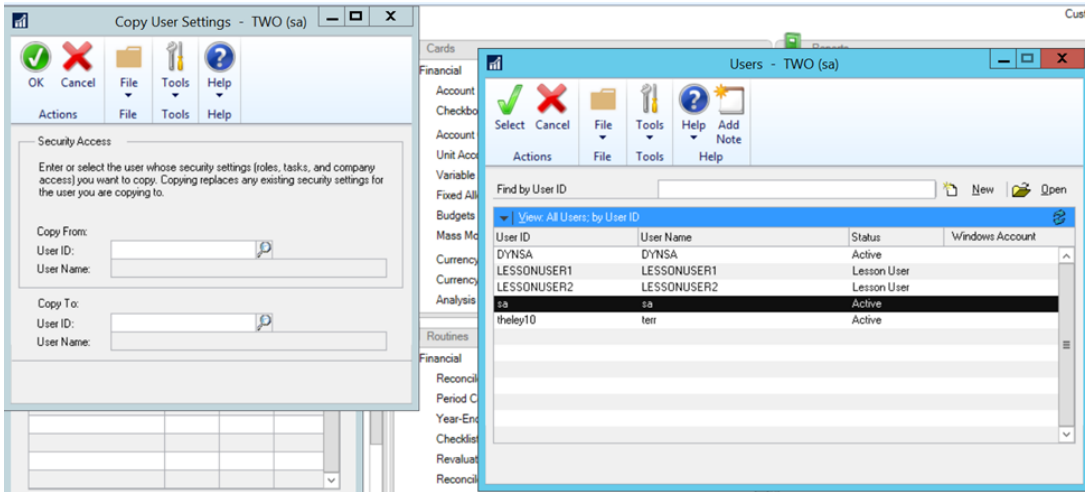 Copy User Settings - TWO (sa)
OK Cancel File Tools Help
Actions File Tools Help
Security Access
Enter or select the user whose security settings (roles, tasks, and company
access) you want to copy. Copying replaces any existing security settings for
the user you are copying to.
Copy From:
User ID:
User Name:
Copy To:
User ID:
User Name:
Cards
Financial
Account
Checkbo
Account
Unit Acc
Variable
Fixed All
Budgets
Mass Mo
Currency
Currency
Analysis
Routines
Financial
Reconcil
Period C
Year-End
Checklist
Revaluat
Reconcil
Cust
Reports
Users - TWO (sa)
Select Cancel File Tools Help Add Note
Actions File Tools Help
Find by User ID New Open
View: All Users; by User ID
User ID User Name Status Windows Account
DYNSA DYNSA Active
LESSONUSER1 LESSONUSER1 Lesson User
LESSONUSER2 LESSONUSER2 Lesson User
sa sa Active
theley10 terr Active